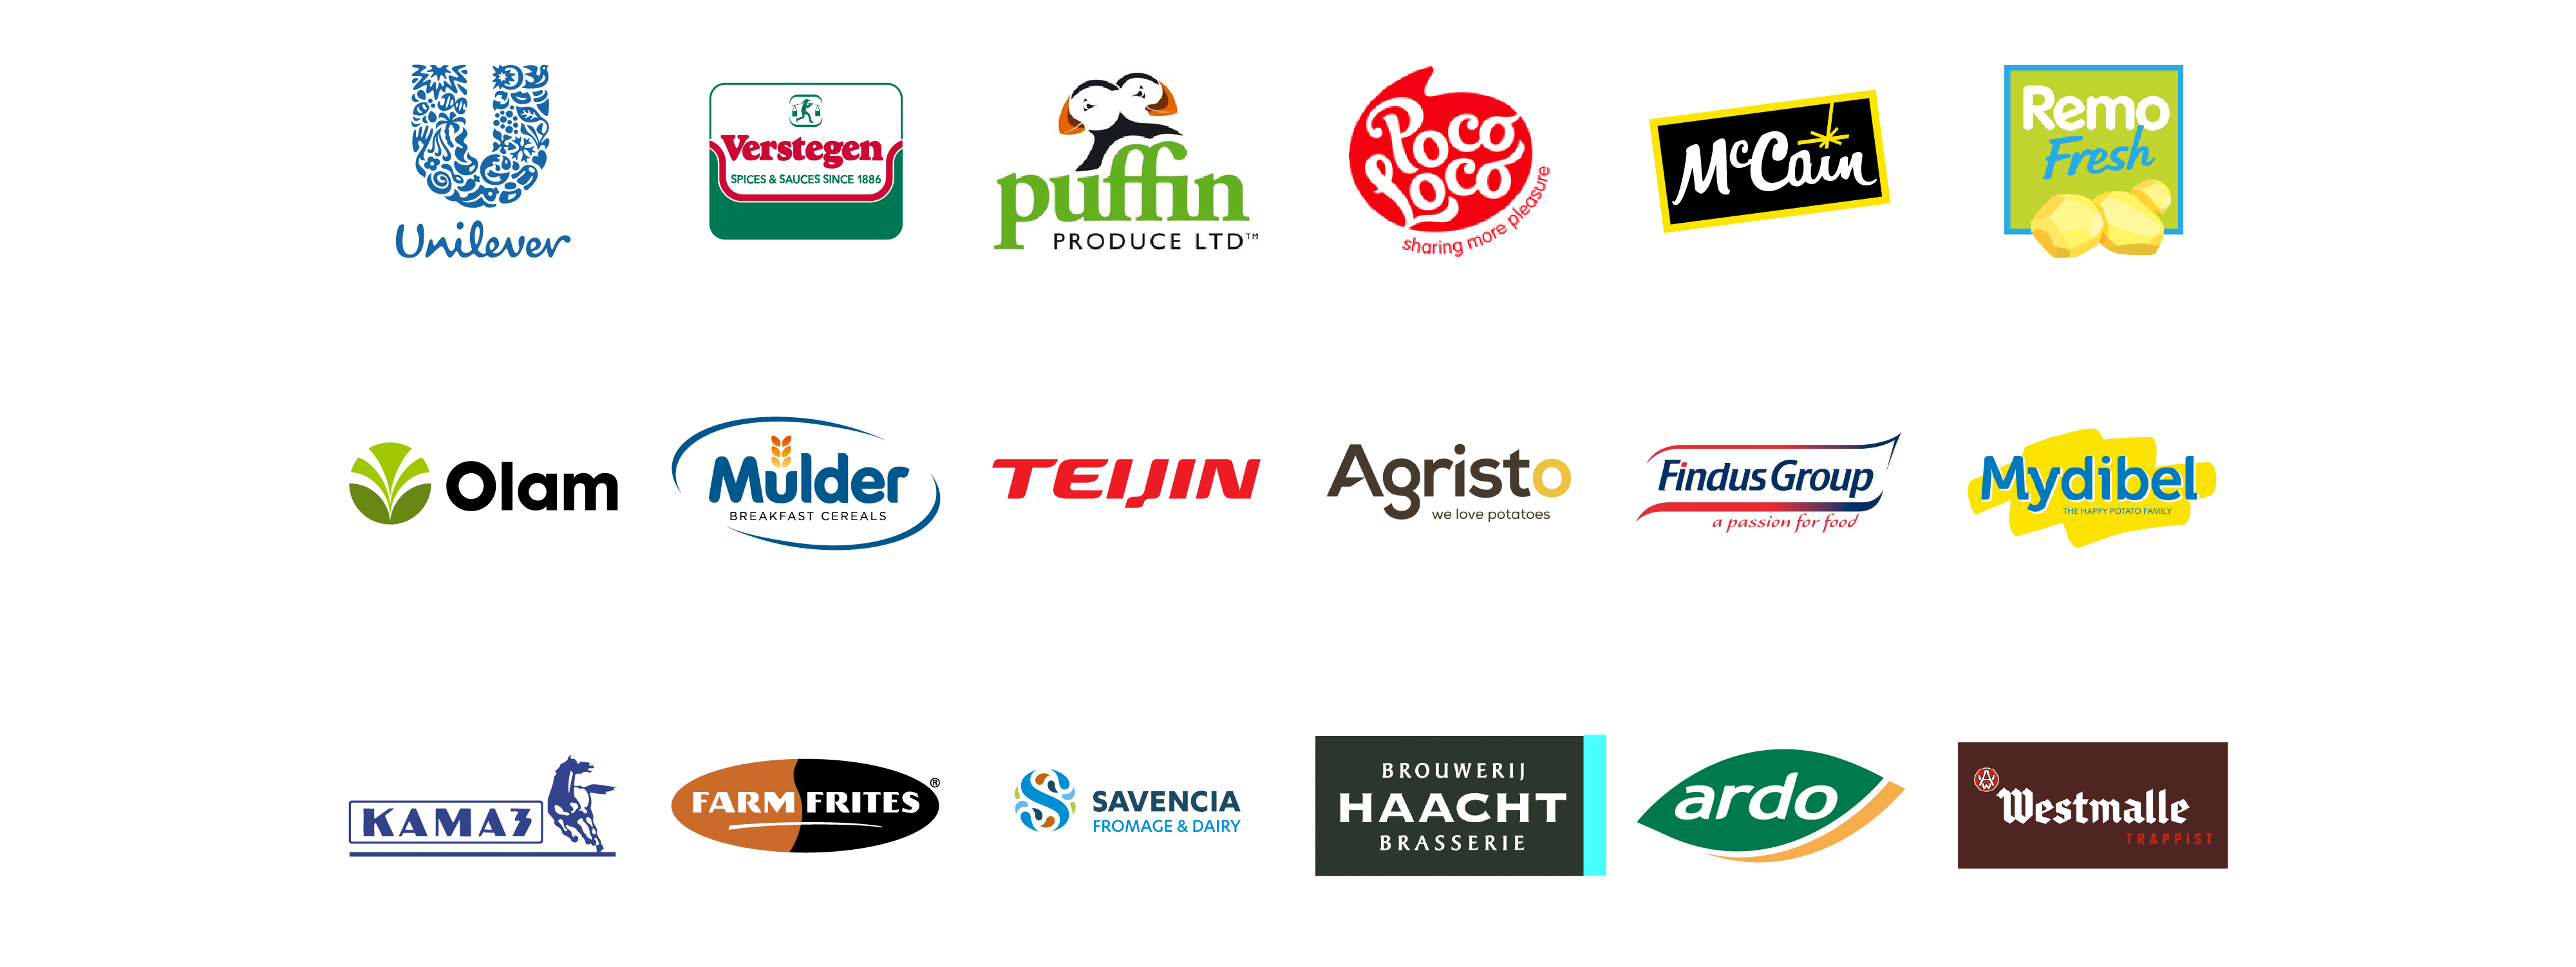 Unilever
Verstegen
SPICES & SAUCES SINCE 1886
puffin
PRODUCE LTD™
Poco
Loco
sharing more pleasure
McCain
Remo
Fresh
Olam
Mulder
BREAKFAST CEREALS
TEIJIN
Agristo
we love potatoes
Findus Group
a passion for food
Mydibel
THE HAPPY POTATO FAMILY
КАМАЗ
FARM FRITES®
SAVENCIA
FROMAGE & DAIRY
BROUWERIJ
HAACHT
BRASSERIE
ardo
Westmalle
TRAPPIST